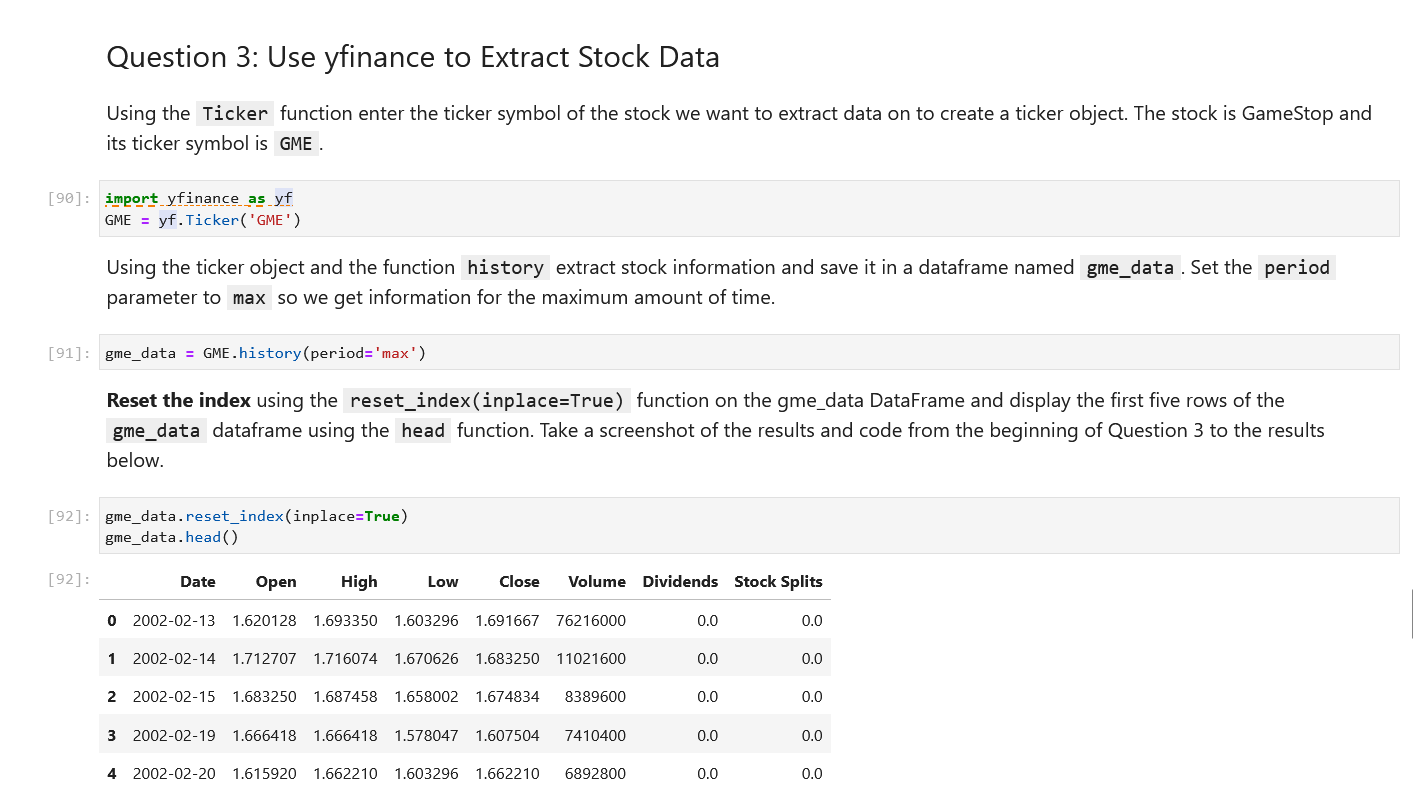 Question 3: Use yfinance to Extract Stock Data
Using the Ticker function enter the ticker symbol of the stock we want to extract data on to create a ticker object. The stock is GameStop and
its ticker symbol is GME.
[90]: import yfinance as yf
GME = yf.Ticker('GME')
Using the ticker object and the function history extract stock information and save it in a dataframe named gme_data. Set the period
parameter to max so we get information for the maximum amount of time.
[91]: gme_data = GME.history(period='max')
Reset the index using the reset_index(inplace=True) function on the gme_data DataFrame and display the first five rows of the
gme_data dataframe using the head function. Take a screenshot of the results and code from the beginning of Question 3 to the results
below.
[92]: gme_data.reset_index(inplace=True)
gme_data.head()
[92]: Date Open High Low Close Volume Dividends Stock Splits
0 2002-02-13 1.620128 1.693350 1.603296 1.691667 76216000 0.0 0.0
1 2002-02-14 1.712707 1.716074 1.670626 1.683250 11021600 0.0 0.0
2 2002-02-15 1.683250 1.687458 1.658002 1.674834 8389600 0.0 0.0
3 2002-02-19 1.666418 1.666418 1.578047 1.607504 7410400 0.0 0.0
4 2002-02-20 1.615920 1.662210 1.603296 1.662210 6892800 0.0 0.0